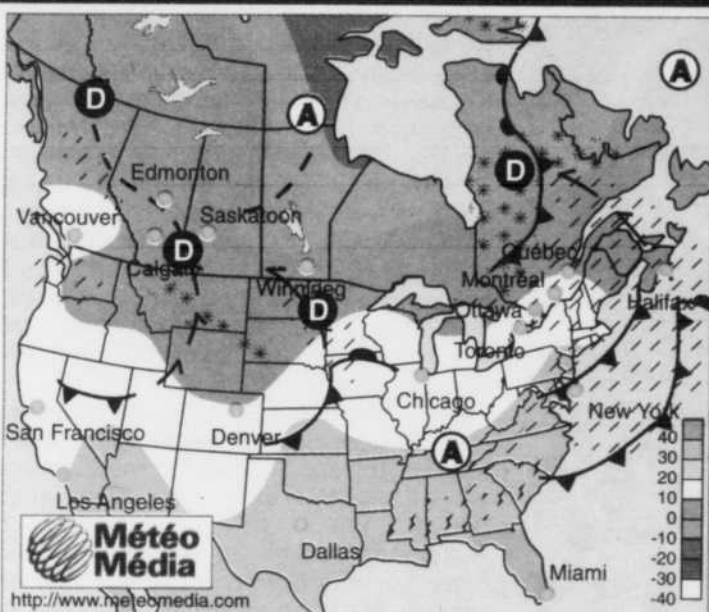 A
D
A
D
Edmonton
Vancouver
Saskatoon
D
Calgary
Winnipeg
D
Québec
Montréal
Ottawa
Halifax
Toronto
Chicago
New York
San Francisco
Denver
A
Los Angeles
Dallas
Miami
40
30
20
10
0
-10
-20
-30
-40
Météo
Média
http://www.meteomedia.com